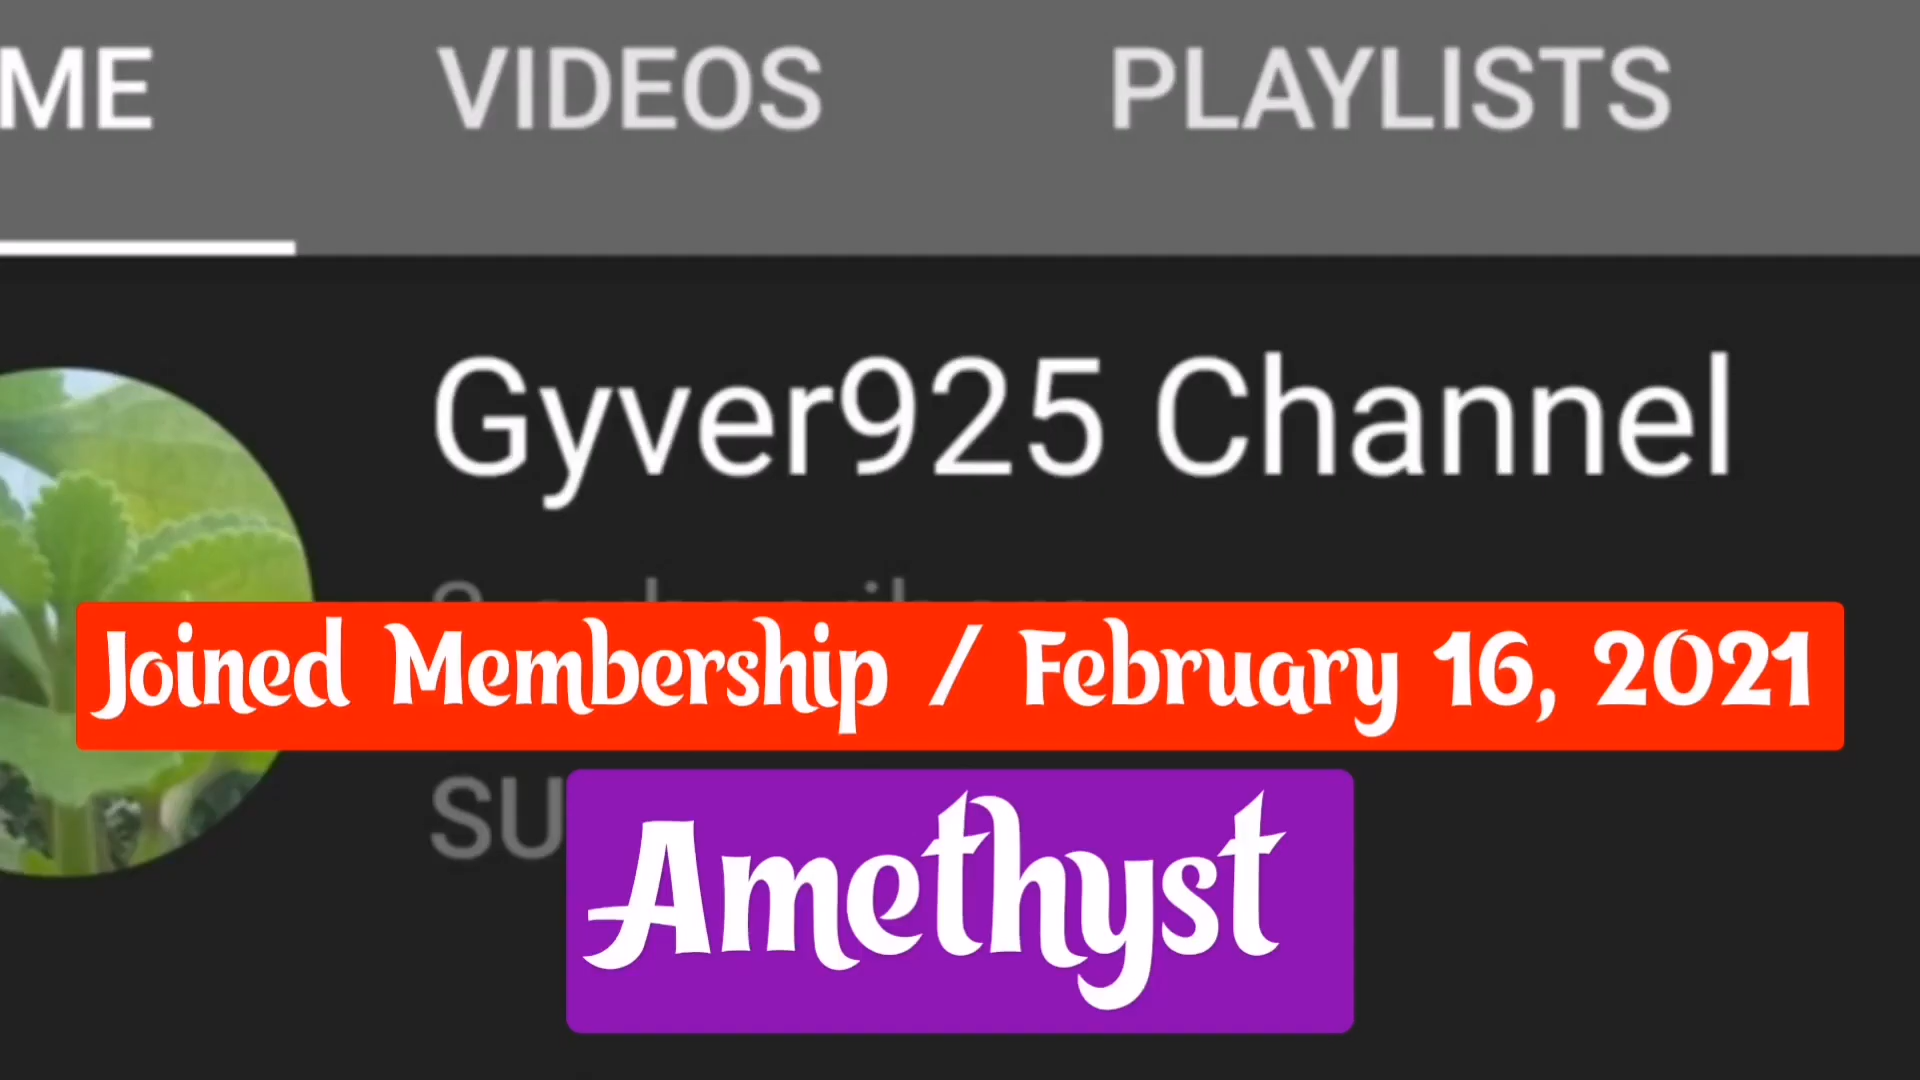 ME VIDEOS PLAYLISTS
Gyver925 Channel
Joined Membership / February 16, 2021
SU
Amethyst